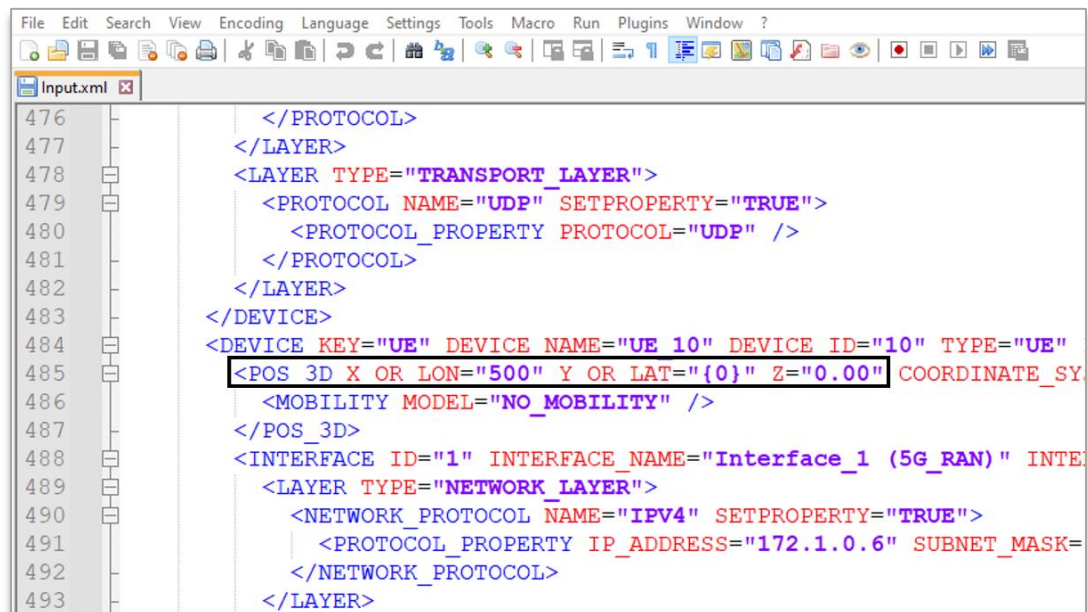 File Edit Search View Encoding Language Settings Tools Macro Run Plugins Window ?
Input.xml
476 </PROTOCOL>
477 </LAYER>
478 <LAYER TYPE="TRANSPORT_LAYER">
479 <PROTOCOL NAME="UDP" SETPROPERTY="TRUE">
480 <PROTOCOL_PROPERTY PROTOCOL="UDP" />
481 </PROTOCOL>
482 </LAYER>
483 </DEVICE>
484 <DEVICE KEY="UE" DEVICE_NAME="UE_10" DEVICE_ID="10" TYPE="UE"
485 <POS_3D X_OR_LON="500" Y_OR_LAT="{0}" Z="0.00" COORDINATE_SY
486 <MOBILITY MODEL="NO_MOBILITY" />
487 </POS_3D>
488 <INTERFACE ID="1" INTERFACE_NAME="Interface_1 (5G_RAN)" INTE
489 <LAYER TYPE="NETWORK_LAYER">
490 <NETWORK_PROTOCOL NAME="IPV4" SETPROPERTY="TRUE">
491 <PROTOCOL_PROPERTY IP_ADDRESS="172.1.0.6" SUBNET_MASK=
492 </NETWORK_PROTOCOL>
493 </LAYER>